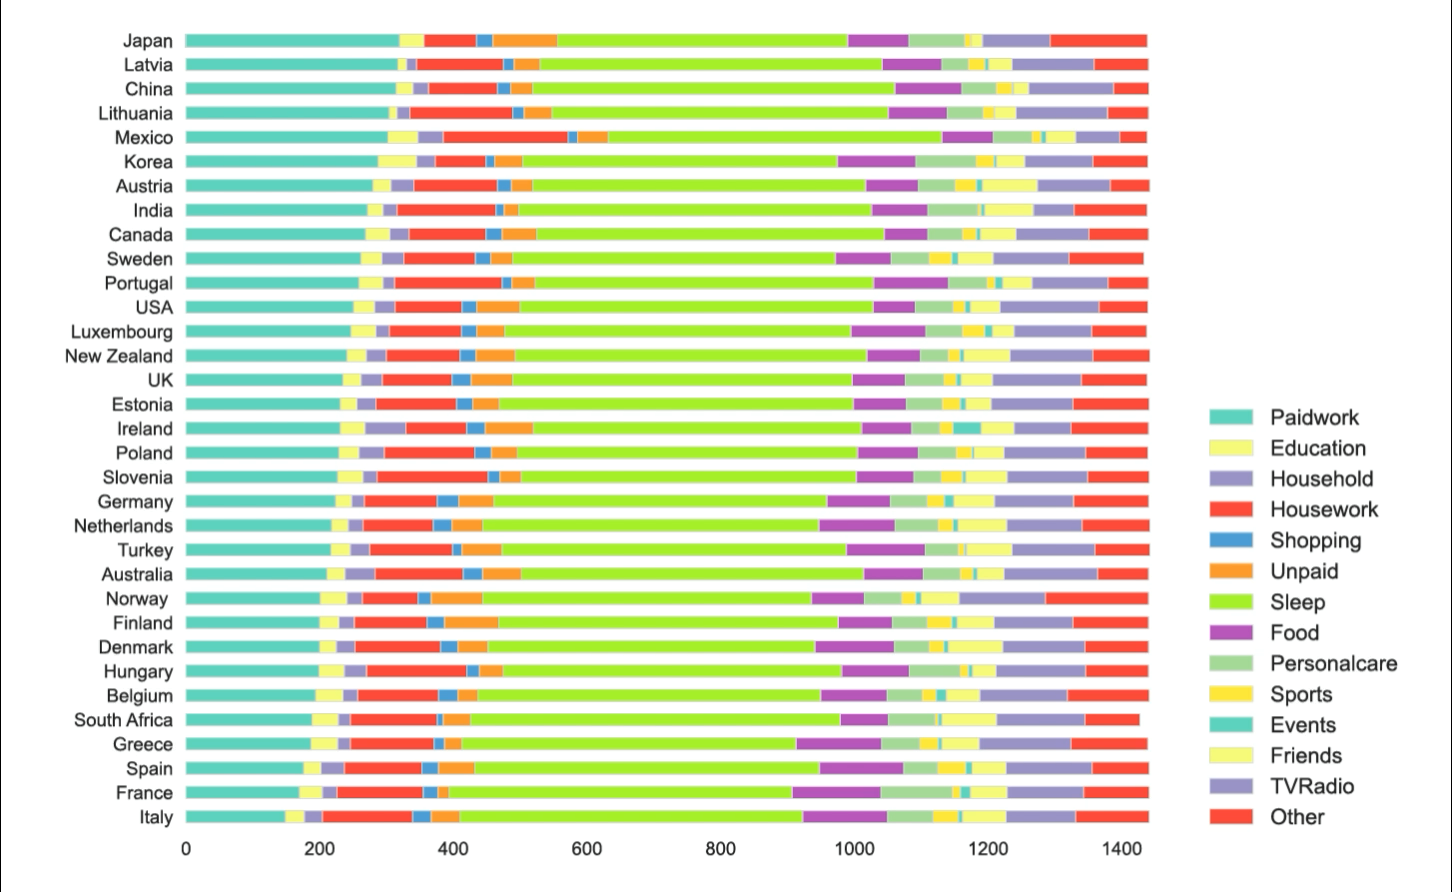 Japan
Latvia
China
Lithuania
Mexico
Korea
Austria
India
Canada
Sweden
Portugal
USA
Luxembourg
New Zealand
UK
Estonia
Ireland
Poland
Slovenia
Germany
Netherlands
Turkey
Australia
Norway
Finland
Denmark
Hungary
Belgium
South Africa
Greece
Spain
France
Italy
0 200 400 600 800 1000 1200 1400
Paidwork
Education
Household
Housework
Shopping
Unpaid
Sleep
Food
Personalcare
Sports
Events
Friends
TVRadio
Other